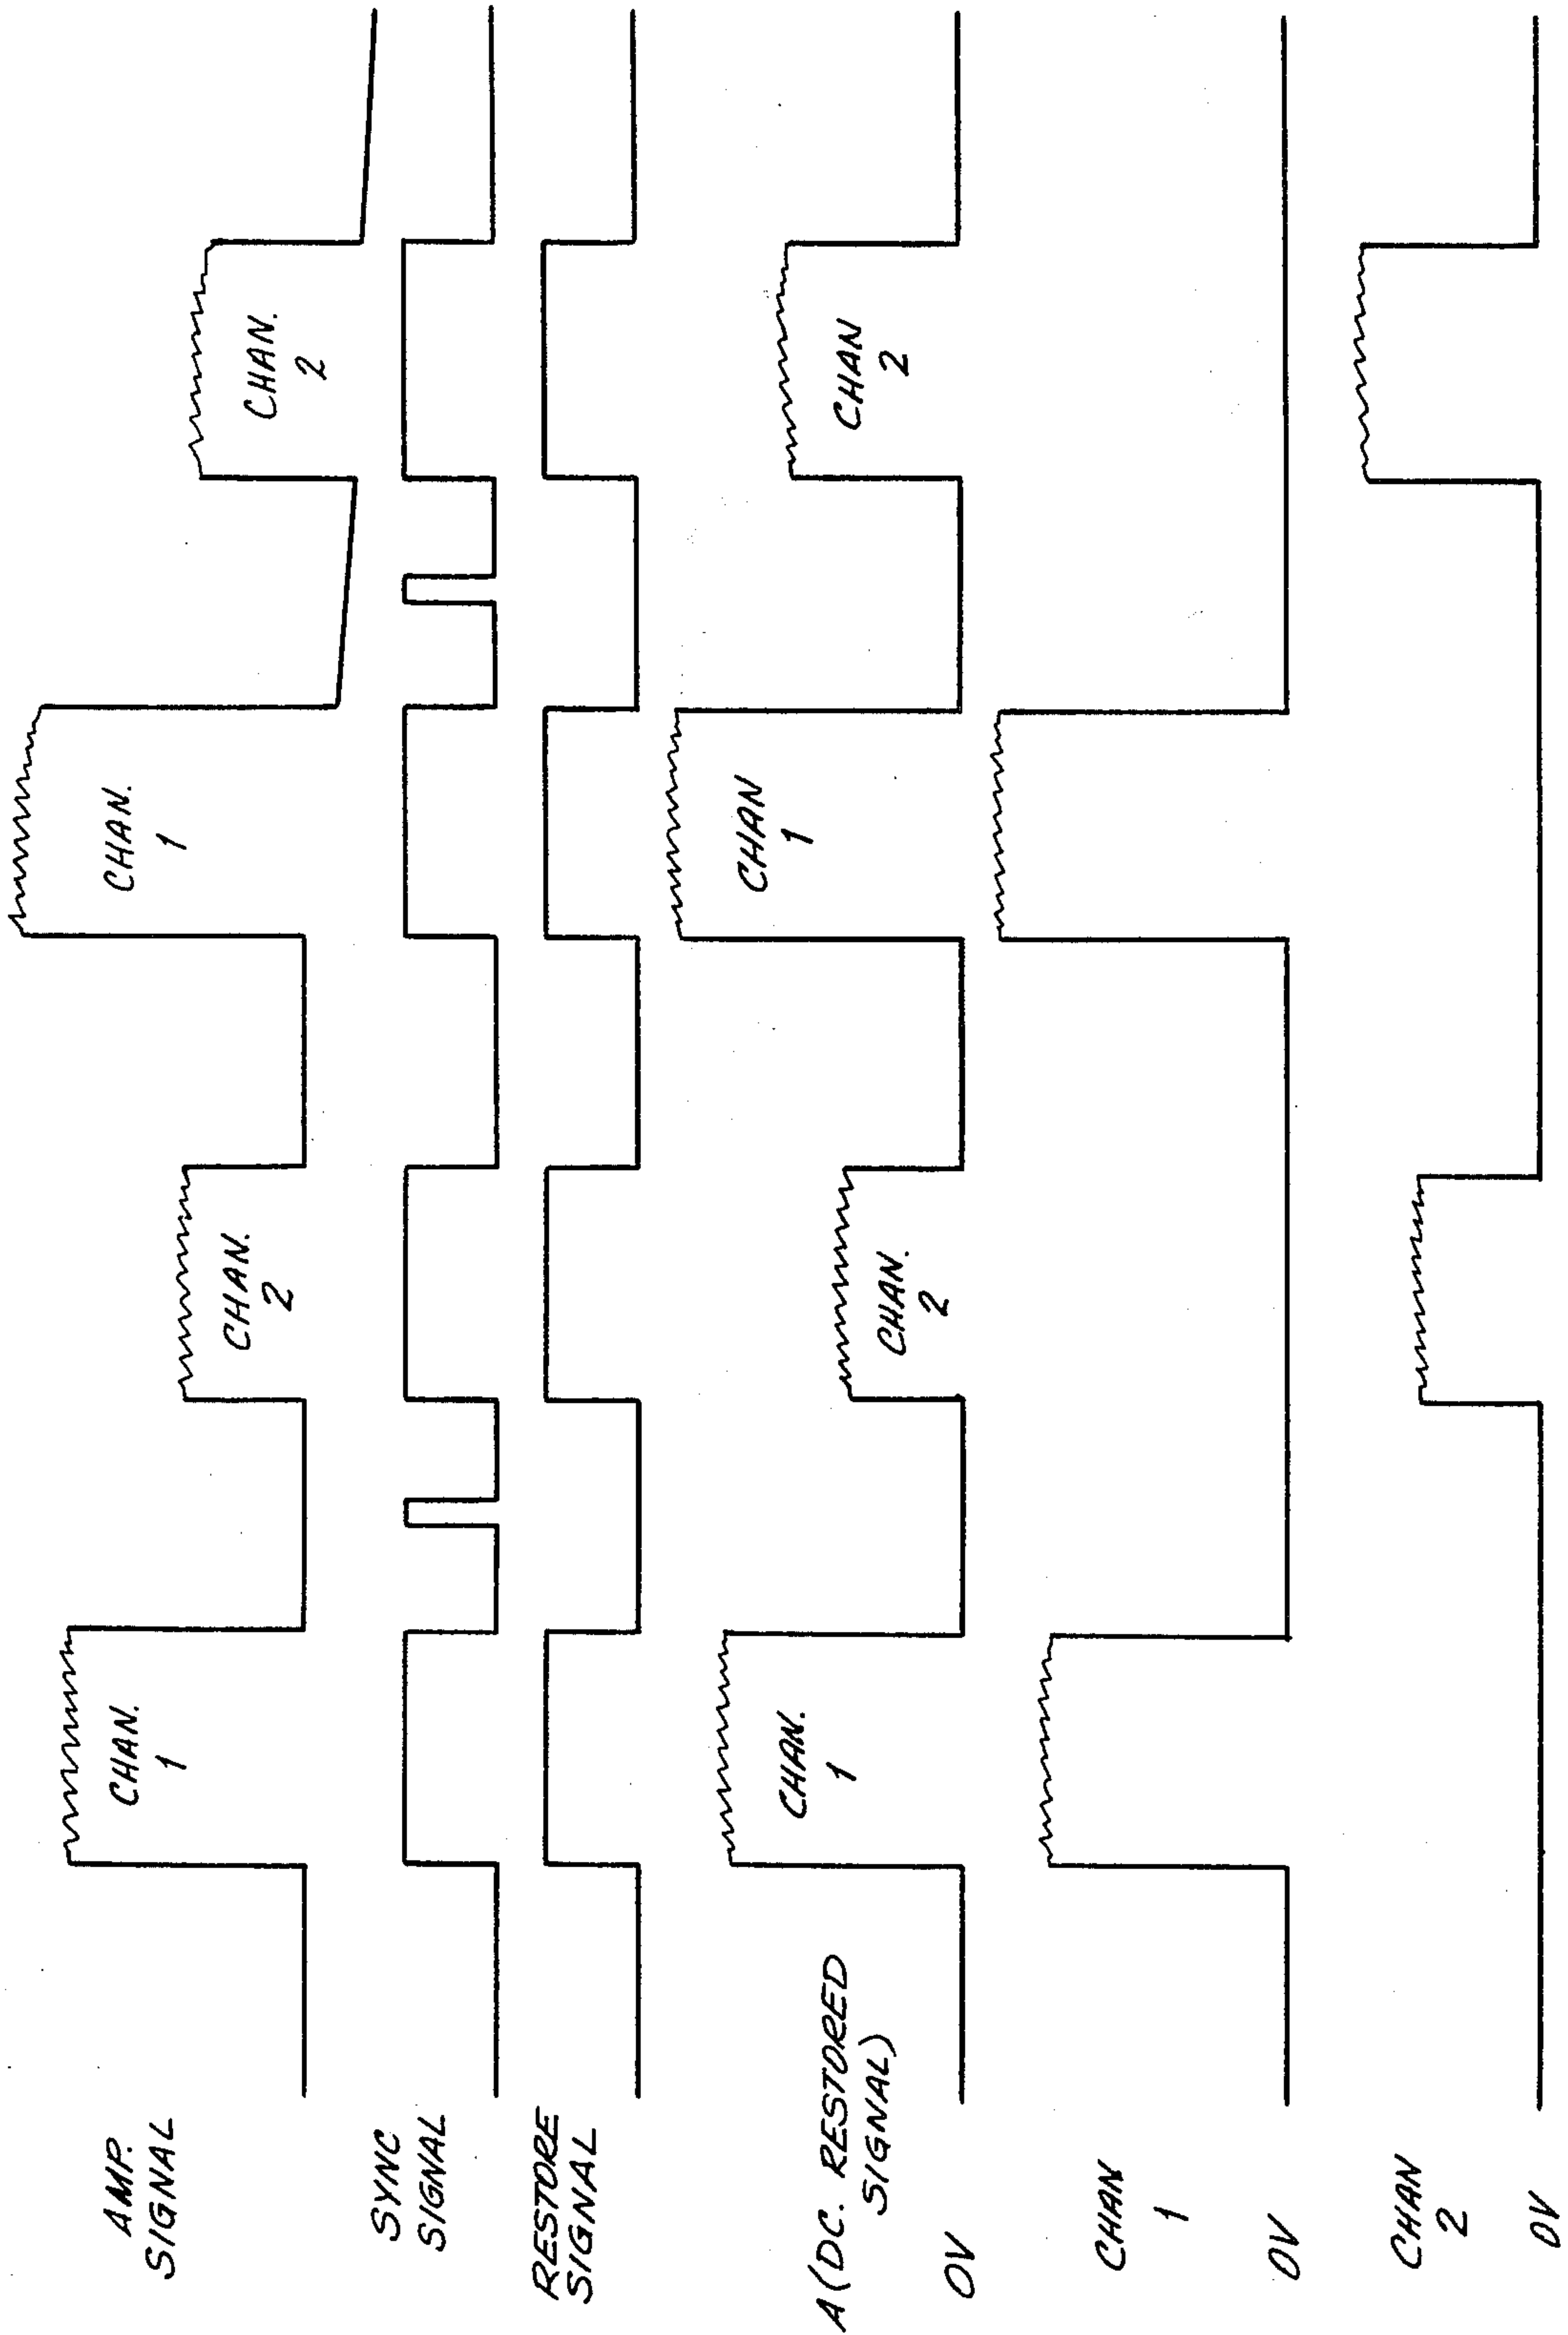 AMP.
SIGNAL
CHAN.
1
CHAN.
2
CHAN.
1
CHAN.
2
SYNC
SIGNAL
RESTORE
SIGNAL
A (DC. RESTORED
SIGNAL)
0V
CHAN.
1
CHAN.
2
CHAN
1
CHAN
2
CHAN
1
0V
CHAN
2
0V